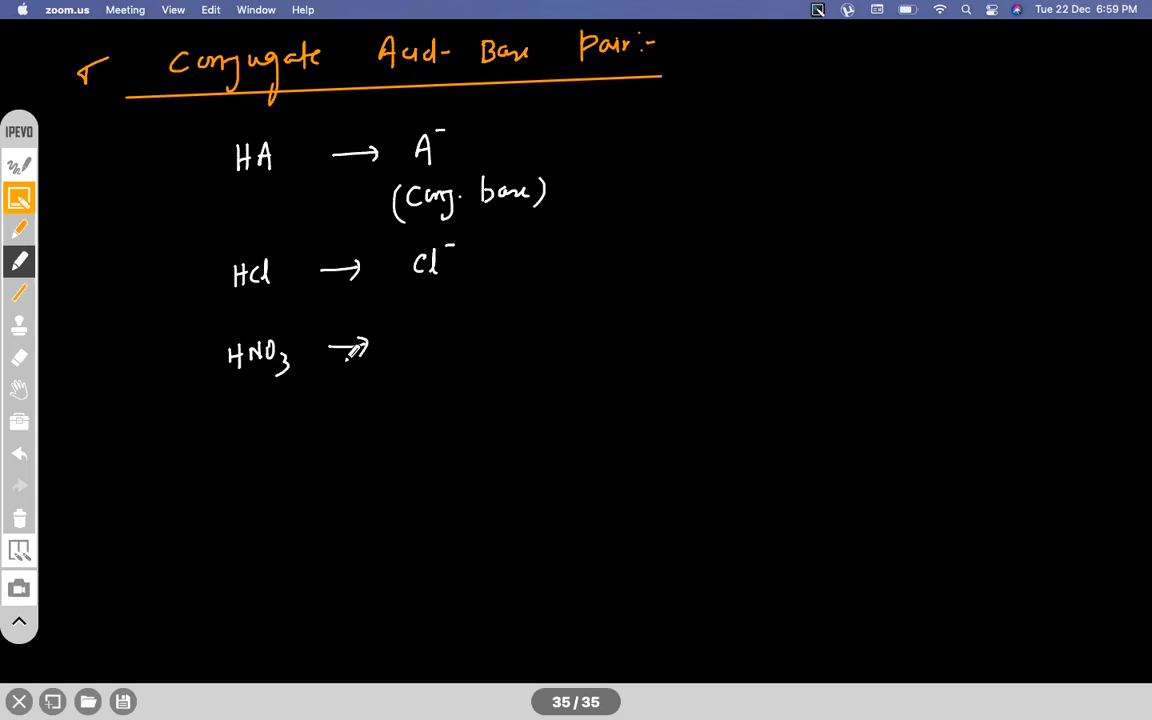 zoom.us Meeting View Edit Window Help Tue 22 Dec 6:59 PM
Conjugate Acid-Base Pair:-
IPEVO
HA → A⁻
(Conj. base)
HCl → Cl⁻
HNO₃ →
35 / 35